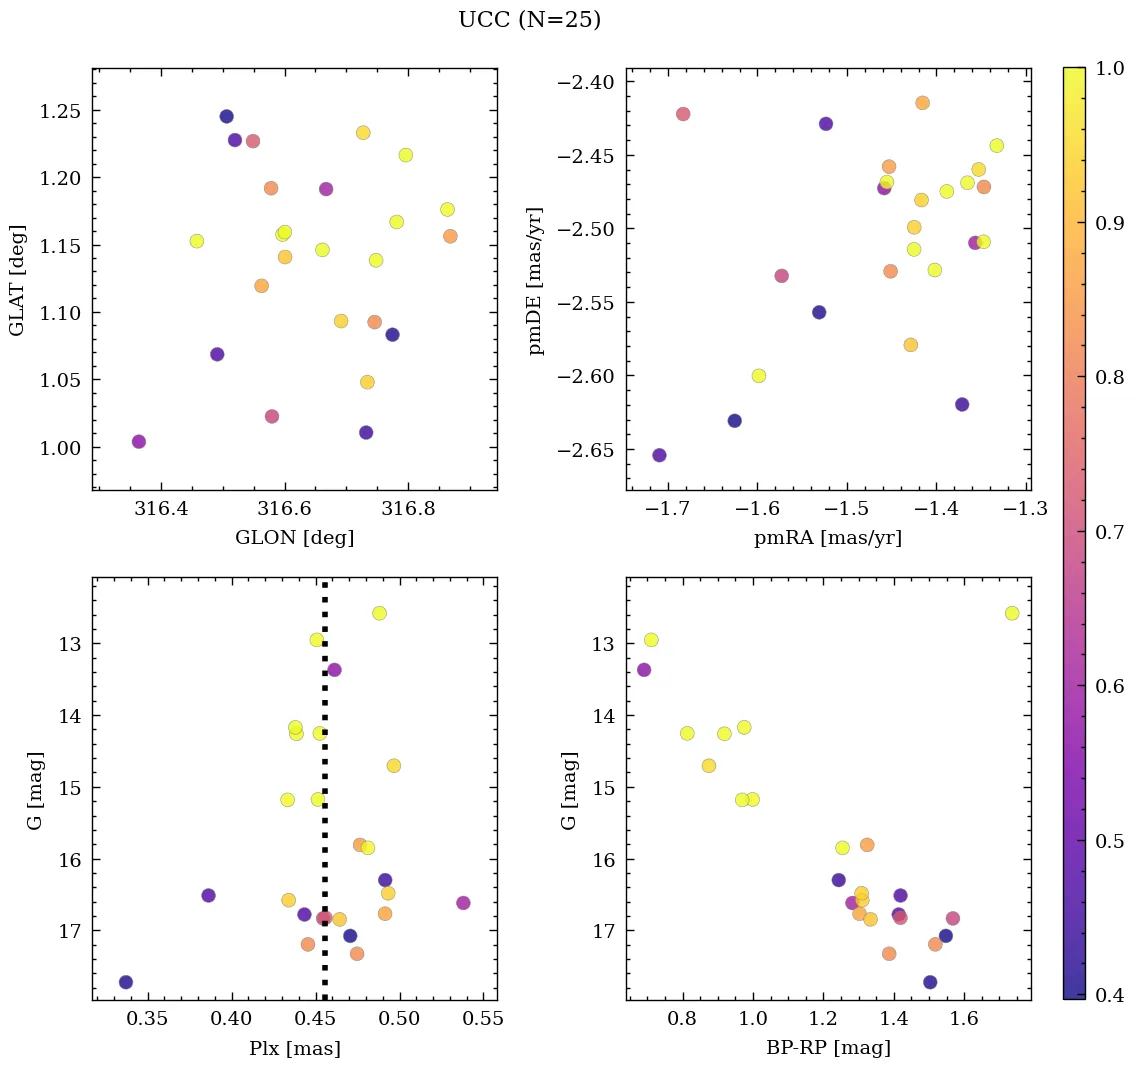 UCC (N=25)
1.25
1.20
1.15
1.10
1.05
1.00
GLAT [deg]
316.4 316.6 316.8
GLON [deg]
−2.40
−2.45
−2.50
−2.55
−2.60
−2.65
pmDE [mas/yr]
−1.7 −1.6 −1.5 −1.4 −1.3
pmRA [mas/yr]
13
14
15
16
17
G [mag]
0.35 0.40 0.45 0.50 0.55
Plx [mas]
13
14
15
16
17
G [mag]
0.8 1.0 1.2 1.4 1.6
BP-RP [mag]
1.0
0.9
0.8
0.7
0.6
0.5
0.4